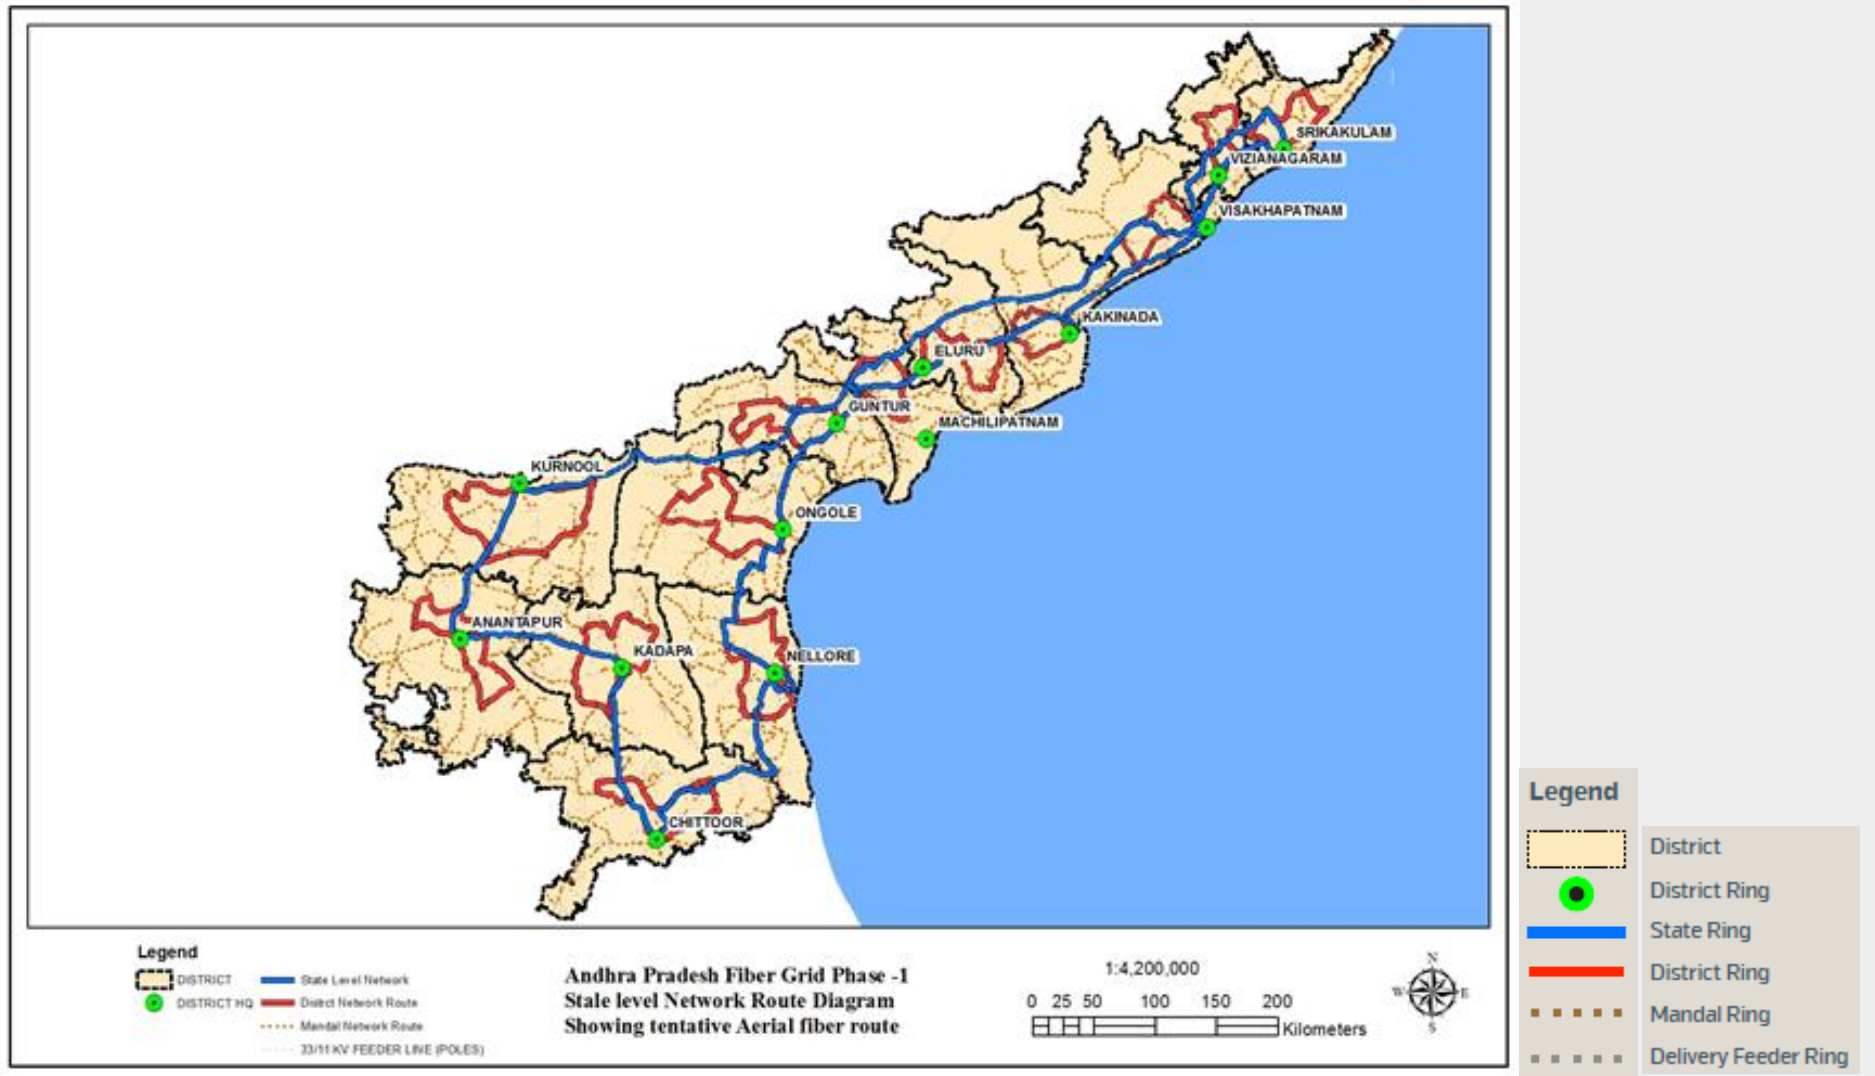 SRIKAKULAM
VIZIANAGARAM
VISAKHAPATNAM
KAKINADA
ELURU
GUNTUR
MACHILIPATNAM
KURNOOL
ONGOLE
ANANTAPUR
KADAPA
NELLORE
CHITTOOR
Legend
DISTRICT
DISTRICT HQ
State Level Network
District Network Route
Mandal Network Route
33/11 KV FEEDER LINE (POLES)
Andhra Pradesh Fiber Grid Phase -1
Stale level Network Route Diagram
Showing tentative Aerial fiber route
1:4,200,000
0 25 50 100 150 200
Kilometers
N
W E
S
Legend
District
District Ring
State Ring
District Ring
Mandal Ring
Delivery Feeder Ring